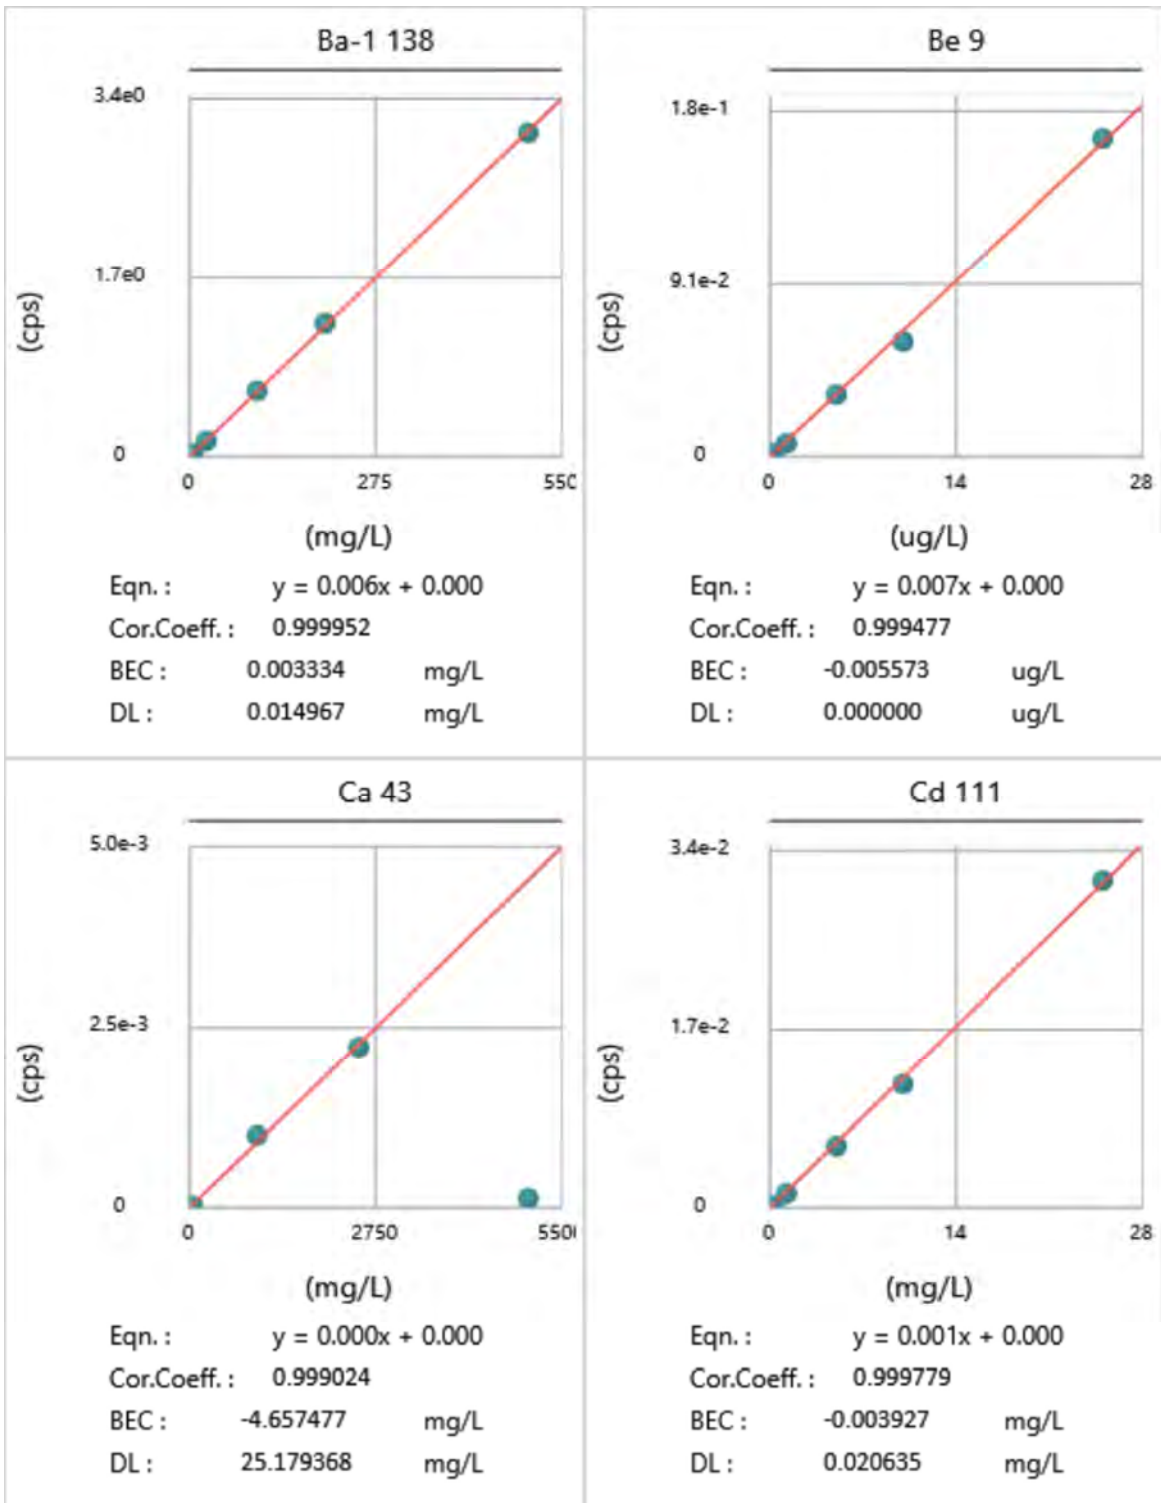 Ba-1 138
3.4e0
1.7e0
0
(cps)
0 275 550
(mg/L)
Eqn. : y = 0.006x + 0.000
Cor.Coeff. : 0.999952
BEC : 0.003334 mg/L
DL : 0.014967 mg/L
Be 9
1.8e-1
9.1e-2
0
(cps)
0 14 28
(ug/L)
Eqn. : y = 0.007x + 0.000
Cor.Coeff. : 0.999477
BEC : -0.005573 ug/L
DL : 0.000000 ug/L
Ca 43
5.0e-3
2.5e-3
0
(cps)
0 2750
(mg/L)
Eqn. : y = 0.000x + 0.000
Cor.Coeff. : 0.999024
BEC : -4.657477 mg/L
DL : 25.179368 mg/L
Cd 111
3.4e-2
1.7e-2
0
(cps)
0 14 28
(mg/L)
Eqn. : y = 0.001x + 0.000
Cor.Coeff. : 0.999779
BEC : -0.003927 mg/L
DL : 0.020635 mg/L